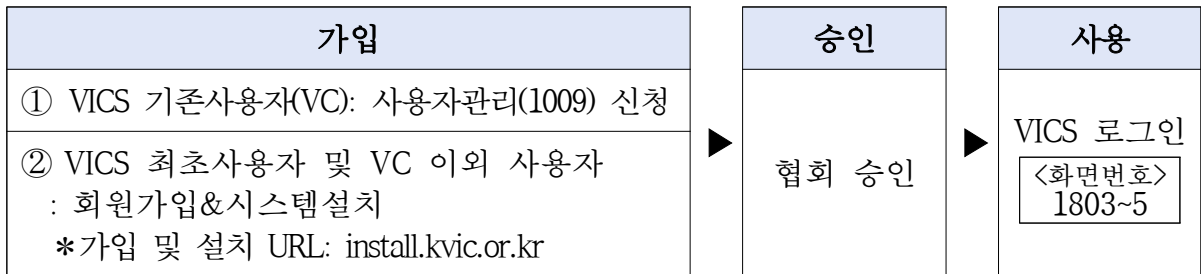 가입
① VICS 기존사용자(VC): 사용자관리(1009) 신청
② VICS 최초사용자 및 VC 이외 사용자
: 회원가입&시스템설치
*가입 및 설치 URL: install.kvic.or.kr
▶
승인
협회 승인
▶
사용
VICS 로그인
<화면번호>
1803~5